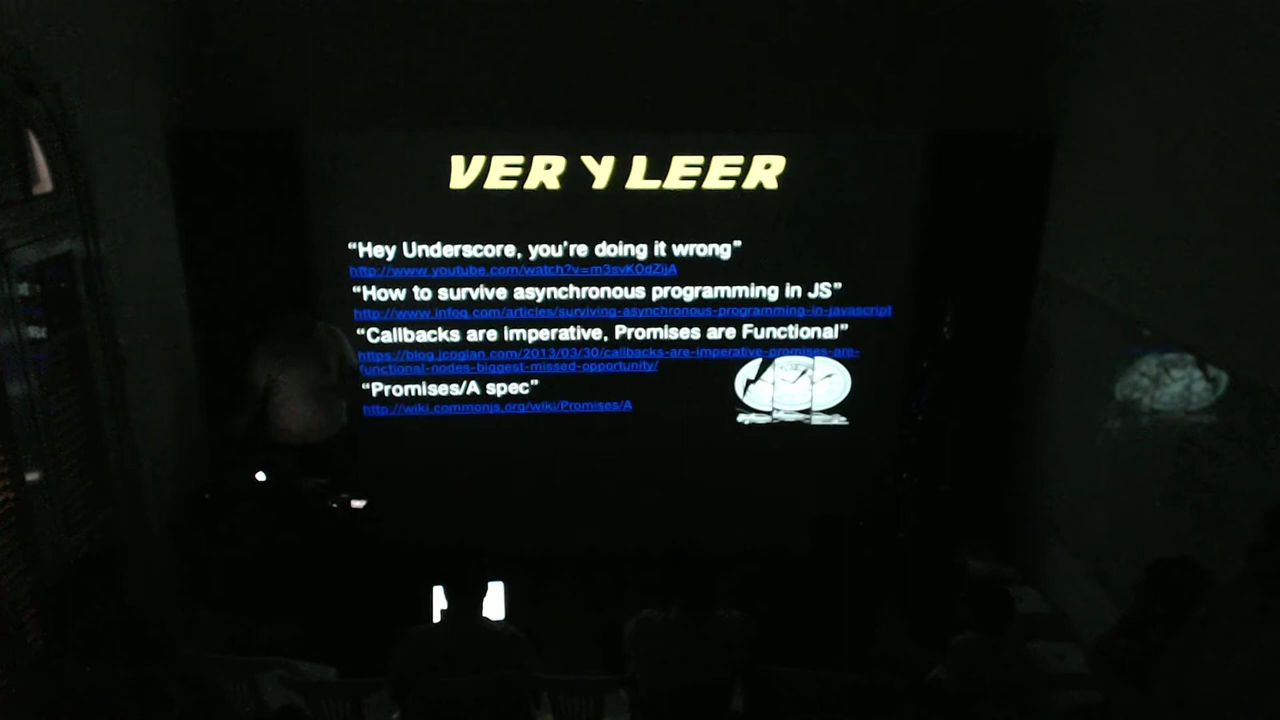 VER Y LEER
“Hey Underscore, you’re doing it wrong”
http://www.youtube.com/watch?v=m3svKOdZijA
“How to survive asynchronous programming in JS”
http://www.infoq.com/articles/surviving-asynchronous-programming-in-javascript
“Callbacks are imperative, Promises are Functional”
https://blog.jcoglan.com/2013/03/30/callbacks-are-imperative-promises-are-
functional-nodes-biggest-missed-opportunity/
“Promises/A spec”
http://wiki.commonjs.org/wiki/Promises/A